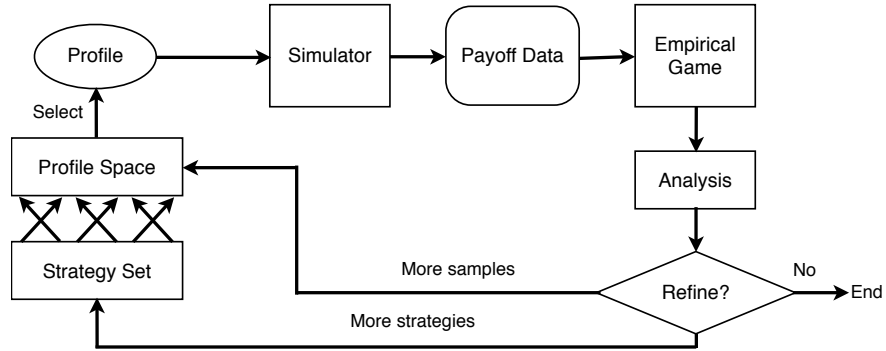 Profile
Simulator
Payoff Data
Empirical
Game
Select
Profile Space
Analysis
Strategy Set
More samples
Refine?
No
End
More strategies